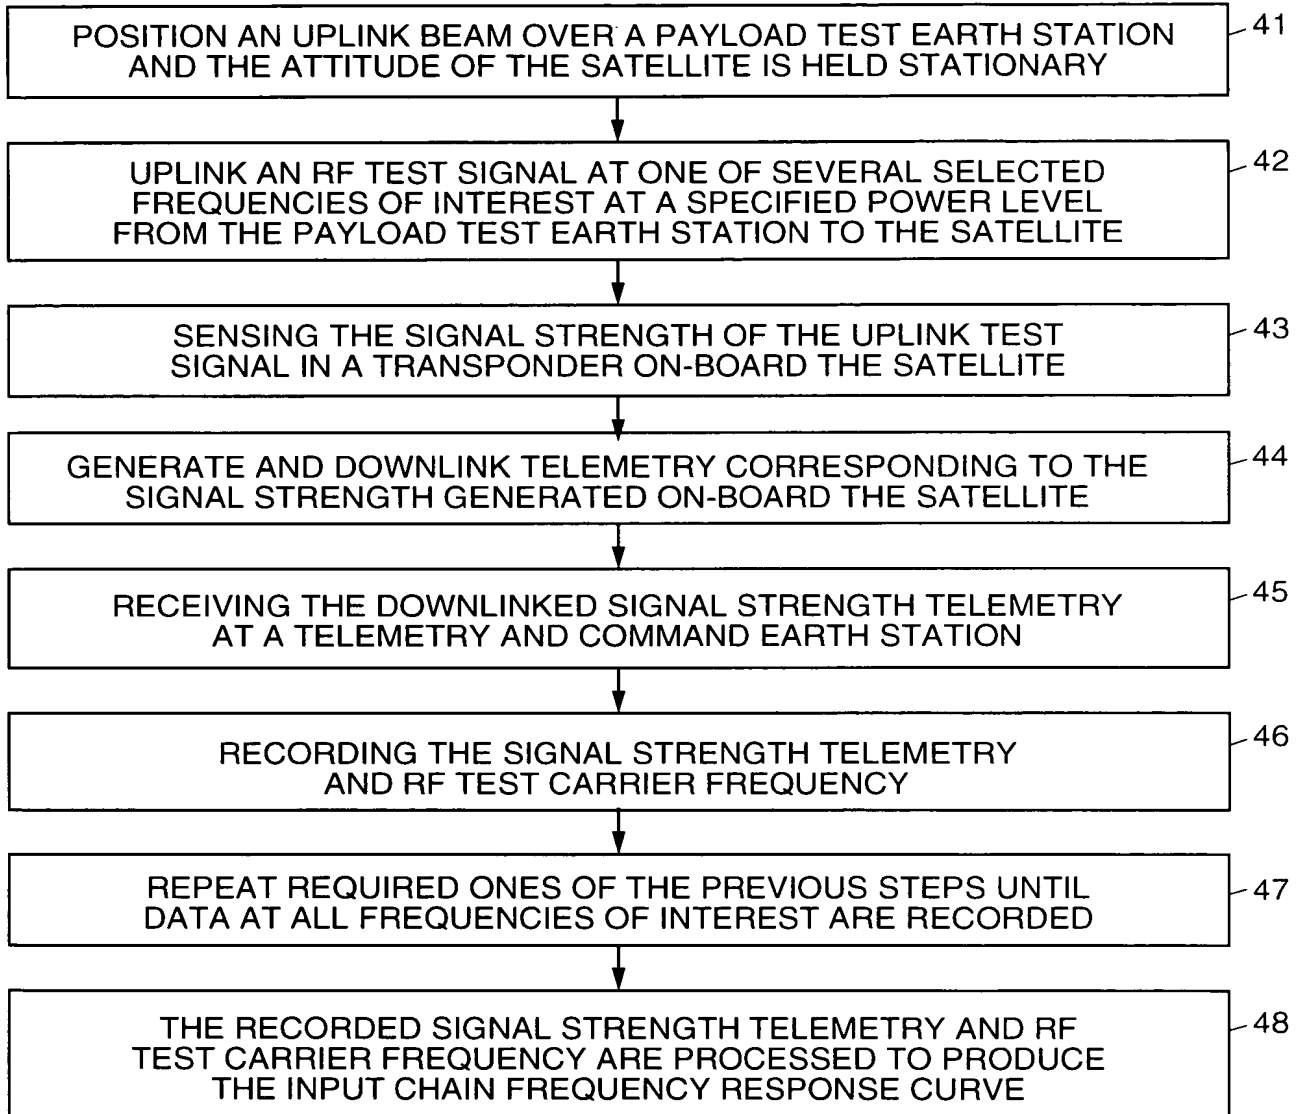 POSITION AN UPLINK BEAM OVER A PAYLOAD TEST EARTH STATION
AND THE ATTITUDE OF THE SATELLITE IS HELD STATIONARY
41
UPLINK AN RF TEST SIGNAL AT ONE OF SEVERAL SELECTED
FREQUENCIES OF INTEREST AT A SPECIFIED POWER LEVEL
FROM THE PAYLOAD TEST EARTH STATION TO THE SATELLITE
42
SENSING THE SIGNAL STRENGTH OF THE UPLINK TEST
SIGNAL IN A TRANSPONDER ON-BOARD THE SATELLITE
43
GENERATE AND DOWNLINK TELEMETRY CORRESPONDING TO THE
SIGNAL STRENGTH GENERATED ON-BOARD THE SATELLITE
44
RECEIVING THE DOWNLINKED SIGNAL STRENGTH TELEMETRY
AT A TELEMETRY AND COMMAND EARTH STATION
45
RECORDING THE SIGNAL STRENGTH TELEMETRY
AND RF TEST CARRIER FREQUENCY
46
REPEAT REQUIRED ONES OF THE PREVIOUS STEPS UNTIL
DATA AT ALL FREQUENCIES OF INTEREST ARE RECORDED
47
THE RECORDED SIGNAL STRENGTH TELEMETRY AND RF
TEST CARRIER FREQUENCY ARE PROCESSED TO PRODUCE
THE INPUT CHAIN FREQUENCY RESPONSE CURVE
48